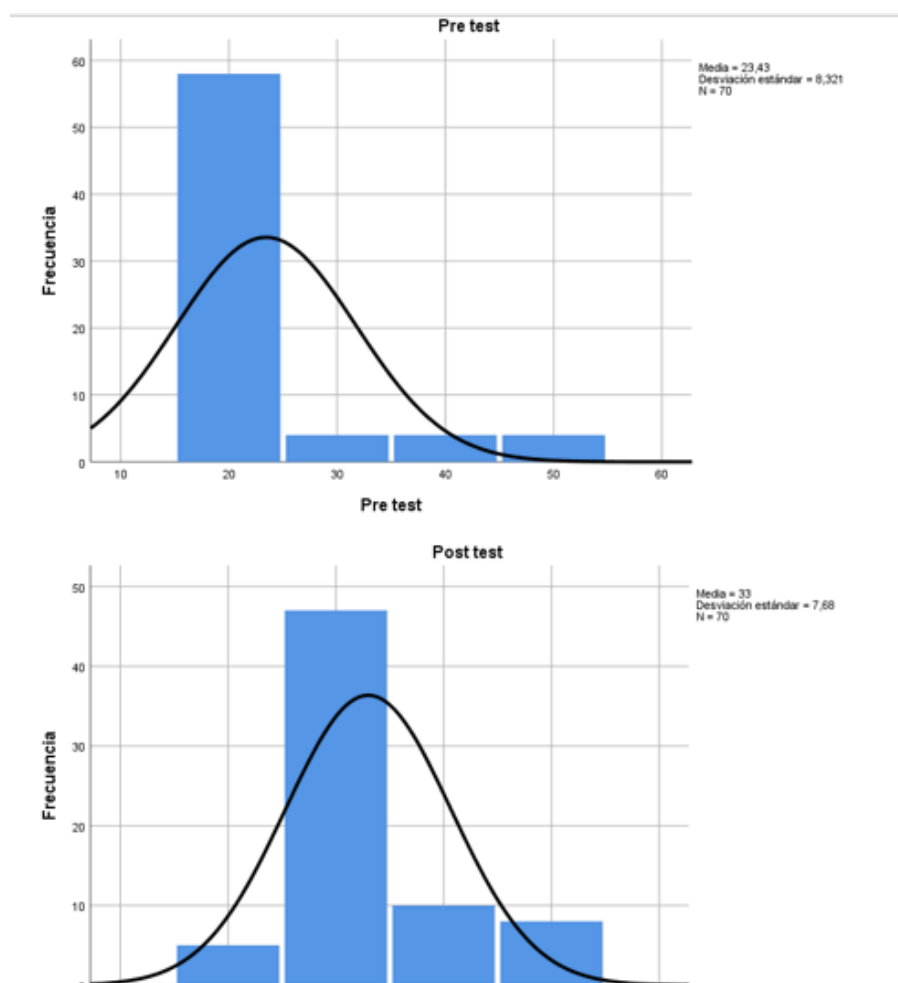 Pre test
Media = 23,43
Desviación estándar = 8,321
N = 70
60
50
40
30
20
10
0
Frecuencia
10 20 30 40 50 60
Pre test
Post test
Media = 33
Desviación estándar = 7,68
N = 70
50
40
30
20
10
Frecuencia